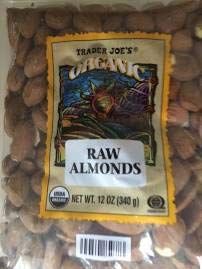 TRADER JOE'S®
ORGANIC
RAW
ALMONDS
USDA
ORGANIC
NET WT. 12 OZ (340 g)